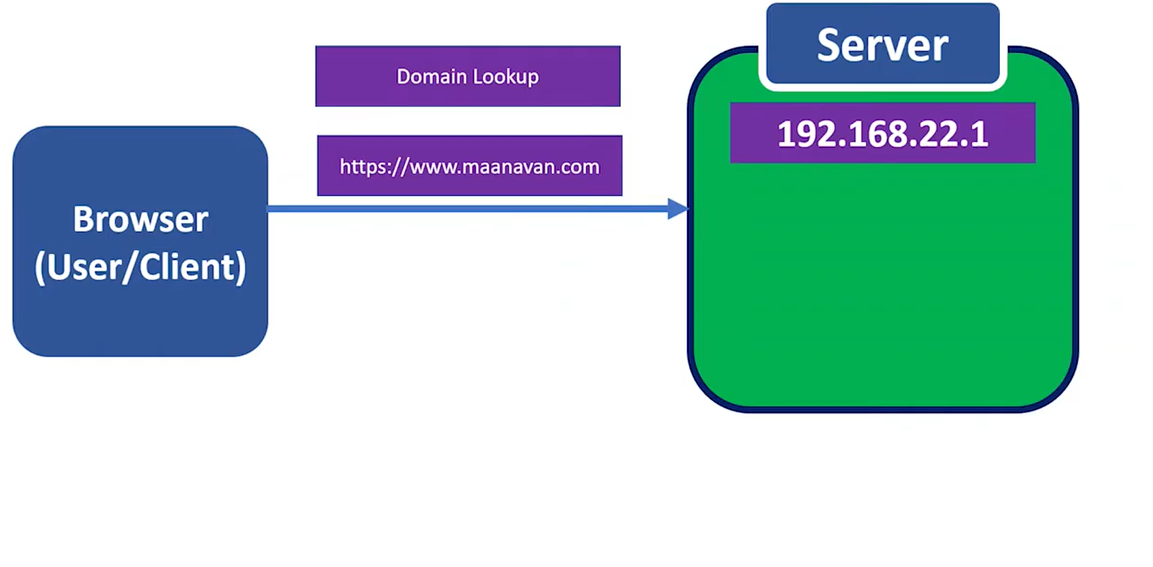 Server
Domain Lookup
192.168.22.1
https://www.maanavan.com
Browser
(User/Client)